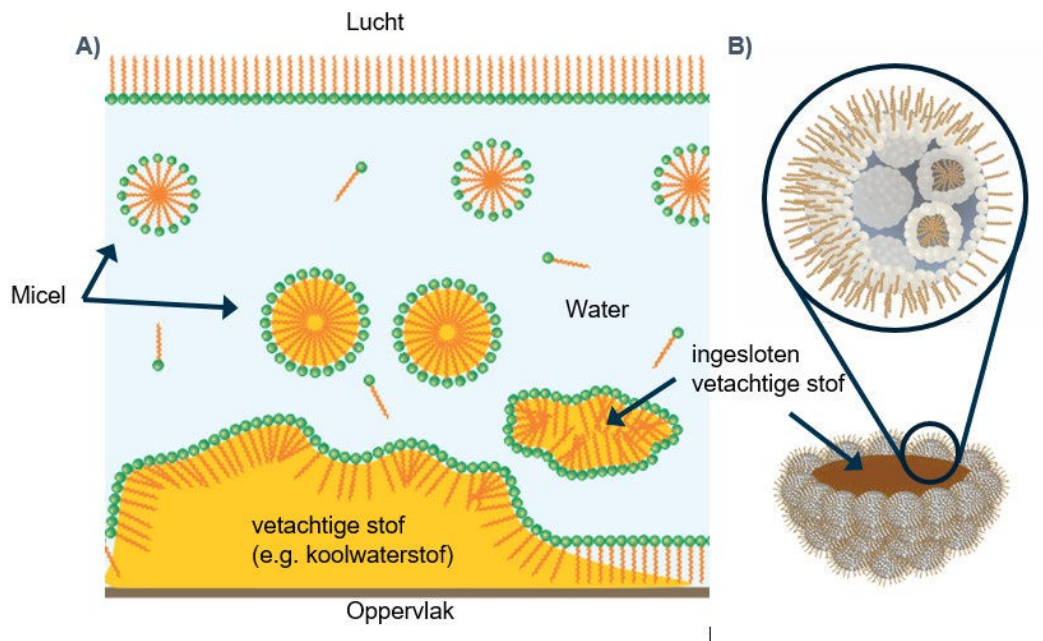 Lucht
A)
B)
Micel
Water
ingesloten
vetachtige stof
vetachtige stof
(e.g. koolwaterstof)
Oppervlak